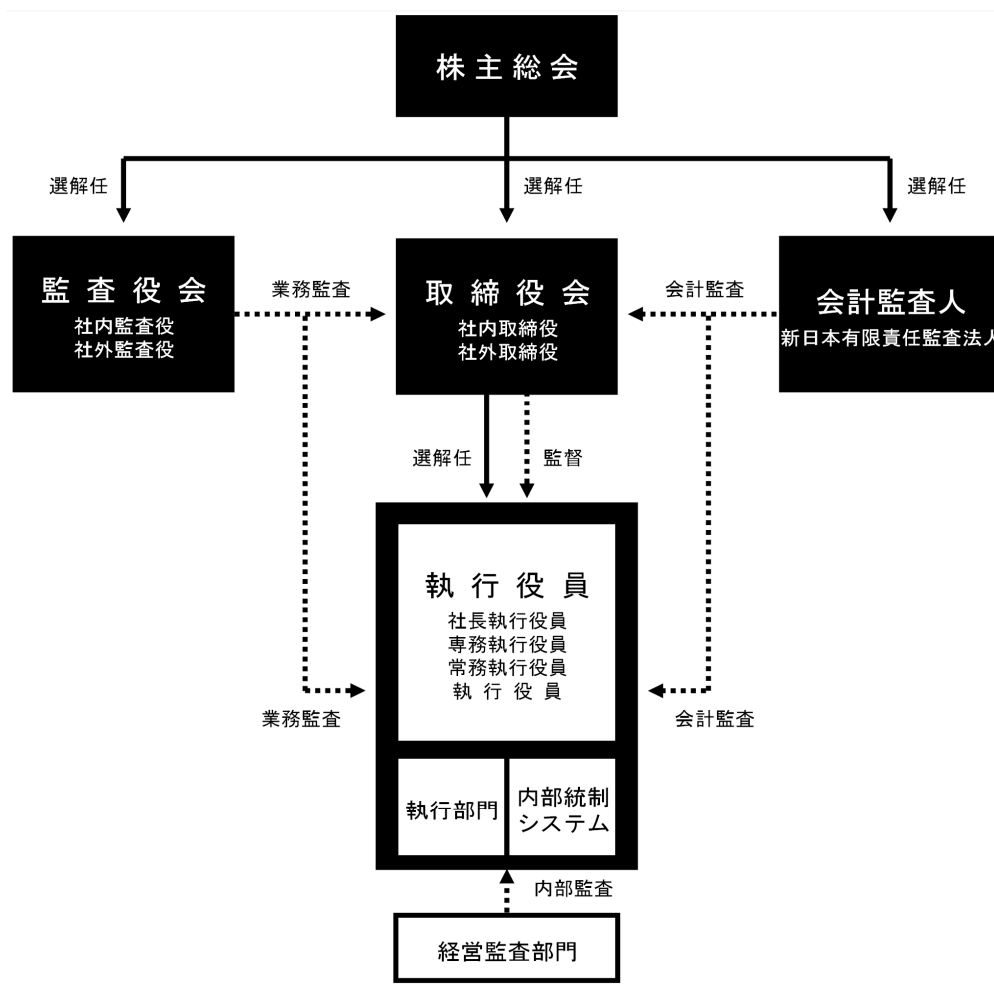 株主総会
選解任
選解任
選解任
監査役会
社内監査役
社外監査役
業務監査
取締役会
社内取締役
社外取締役
会計監査
会計監査人
新日本有限責任監査法人
選解任
監督
執行役員
社長執行役員
専務執行役員
常務執行役員
執行役員
業務監査
会計監査
執行部門
内部統制
システム
内部監査
経営監査部門